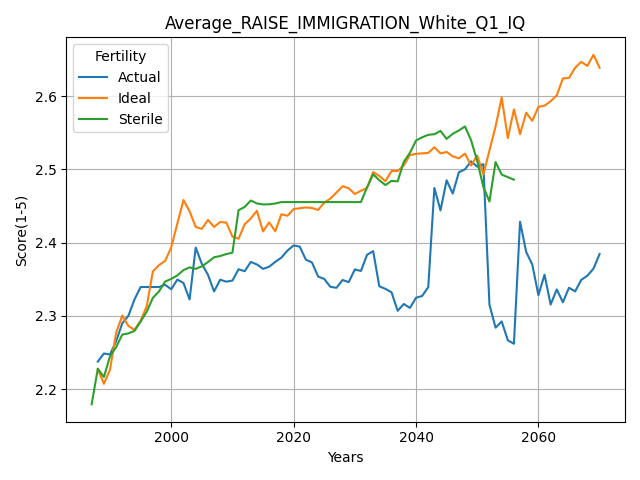 Average_RAISE_IMMIGRATION_White_Q1_IQ
Fertility
Actual
Ideal
Sterile
Score(1-5)
2.6
2.5
2.4
2.3
2.2
2000
2020
2040
2060
Years